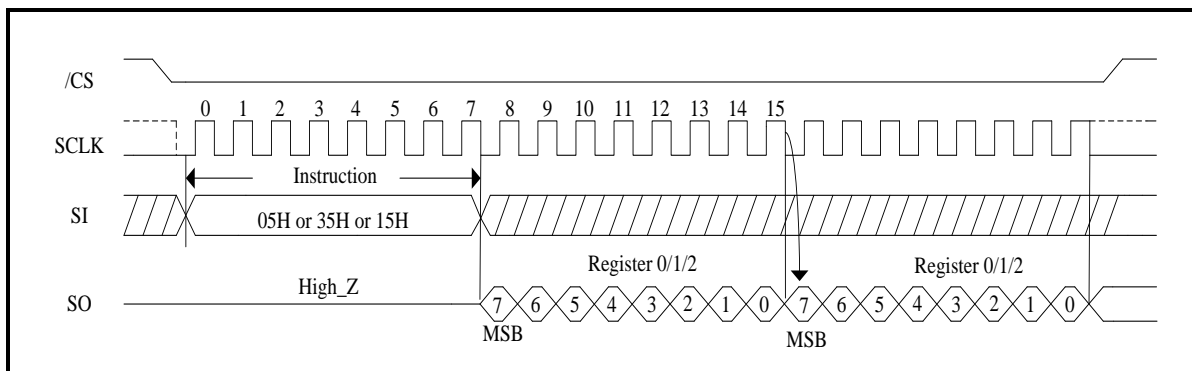 /CS
0 1 2 3 4 5 6 7 8 9 10 11 12 13 14 15
SCLK
Instruction
SI
05H or 35H or 15H
Register 0/1/2
Register 0/1/2
High_Z
SO
7 6 5 4 3 2 1 0 7 6 5 4 3 2 1 0
MSB
MSB